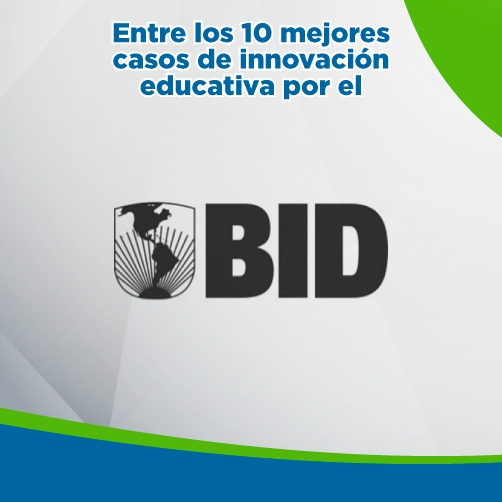 Entre los 10 mejores
casos de innovación
educativa por el
BID